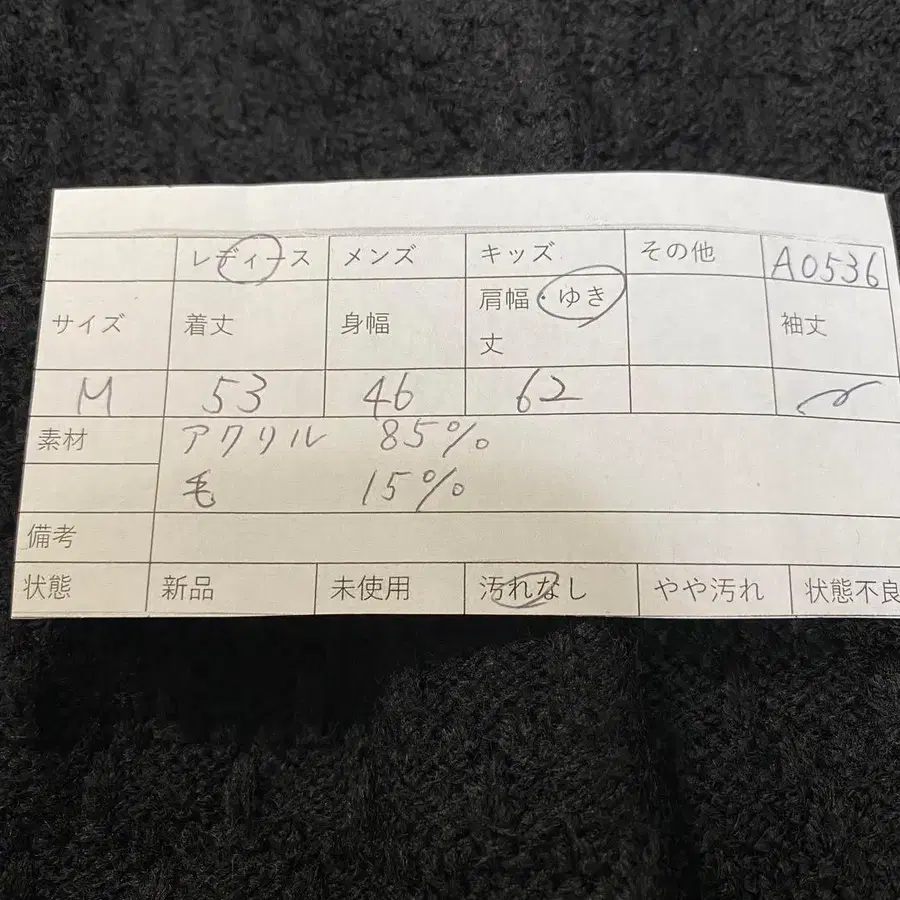 レディース メンズ キッズ その他 A0536
サイズ 着丈 身幅 肩幅・ゆき丈 袖丈
M 53 46 62
素材 アクリル 85%
毛 15%
備考
状態 新品 未使用 汚れなし やや汚れ 状態不良